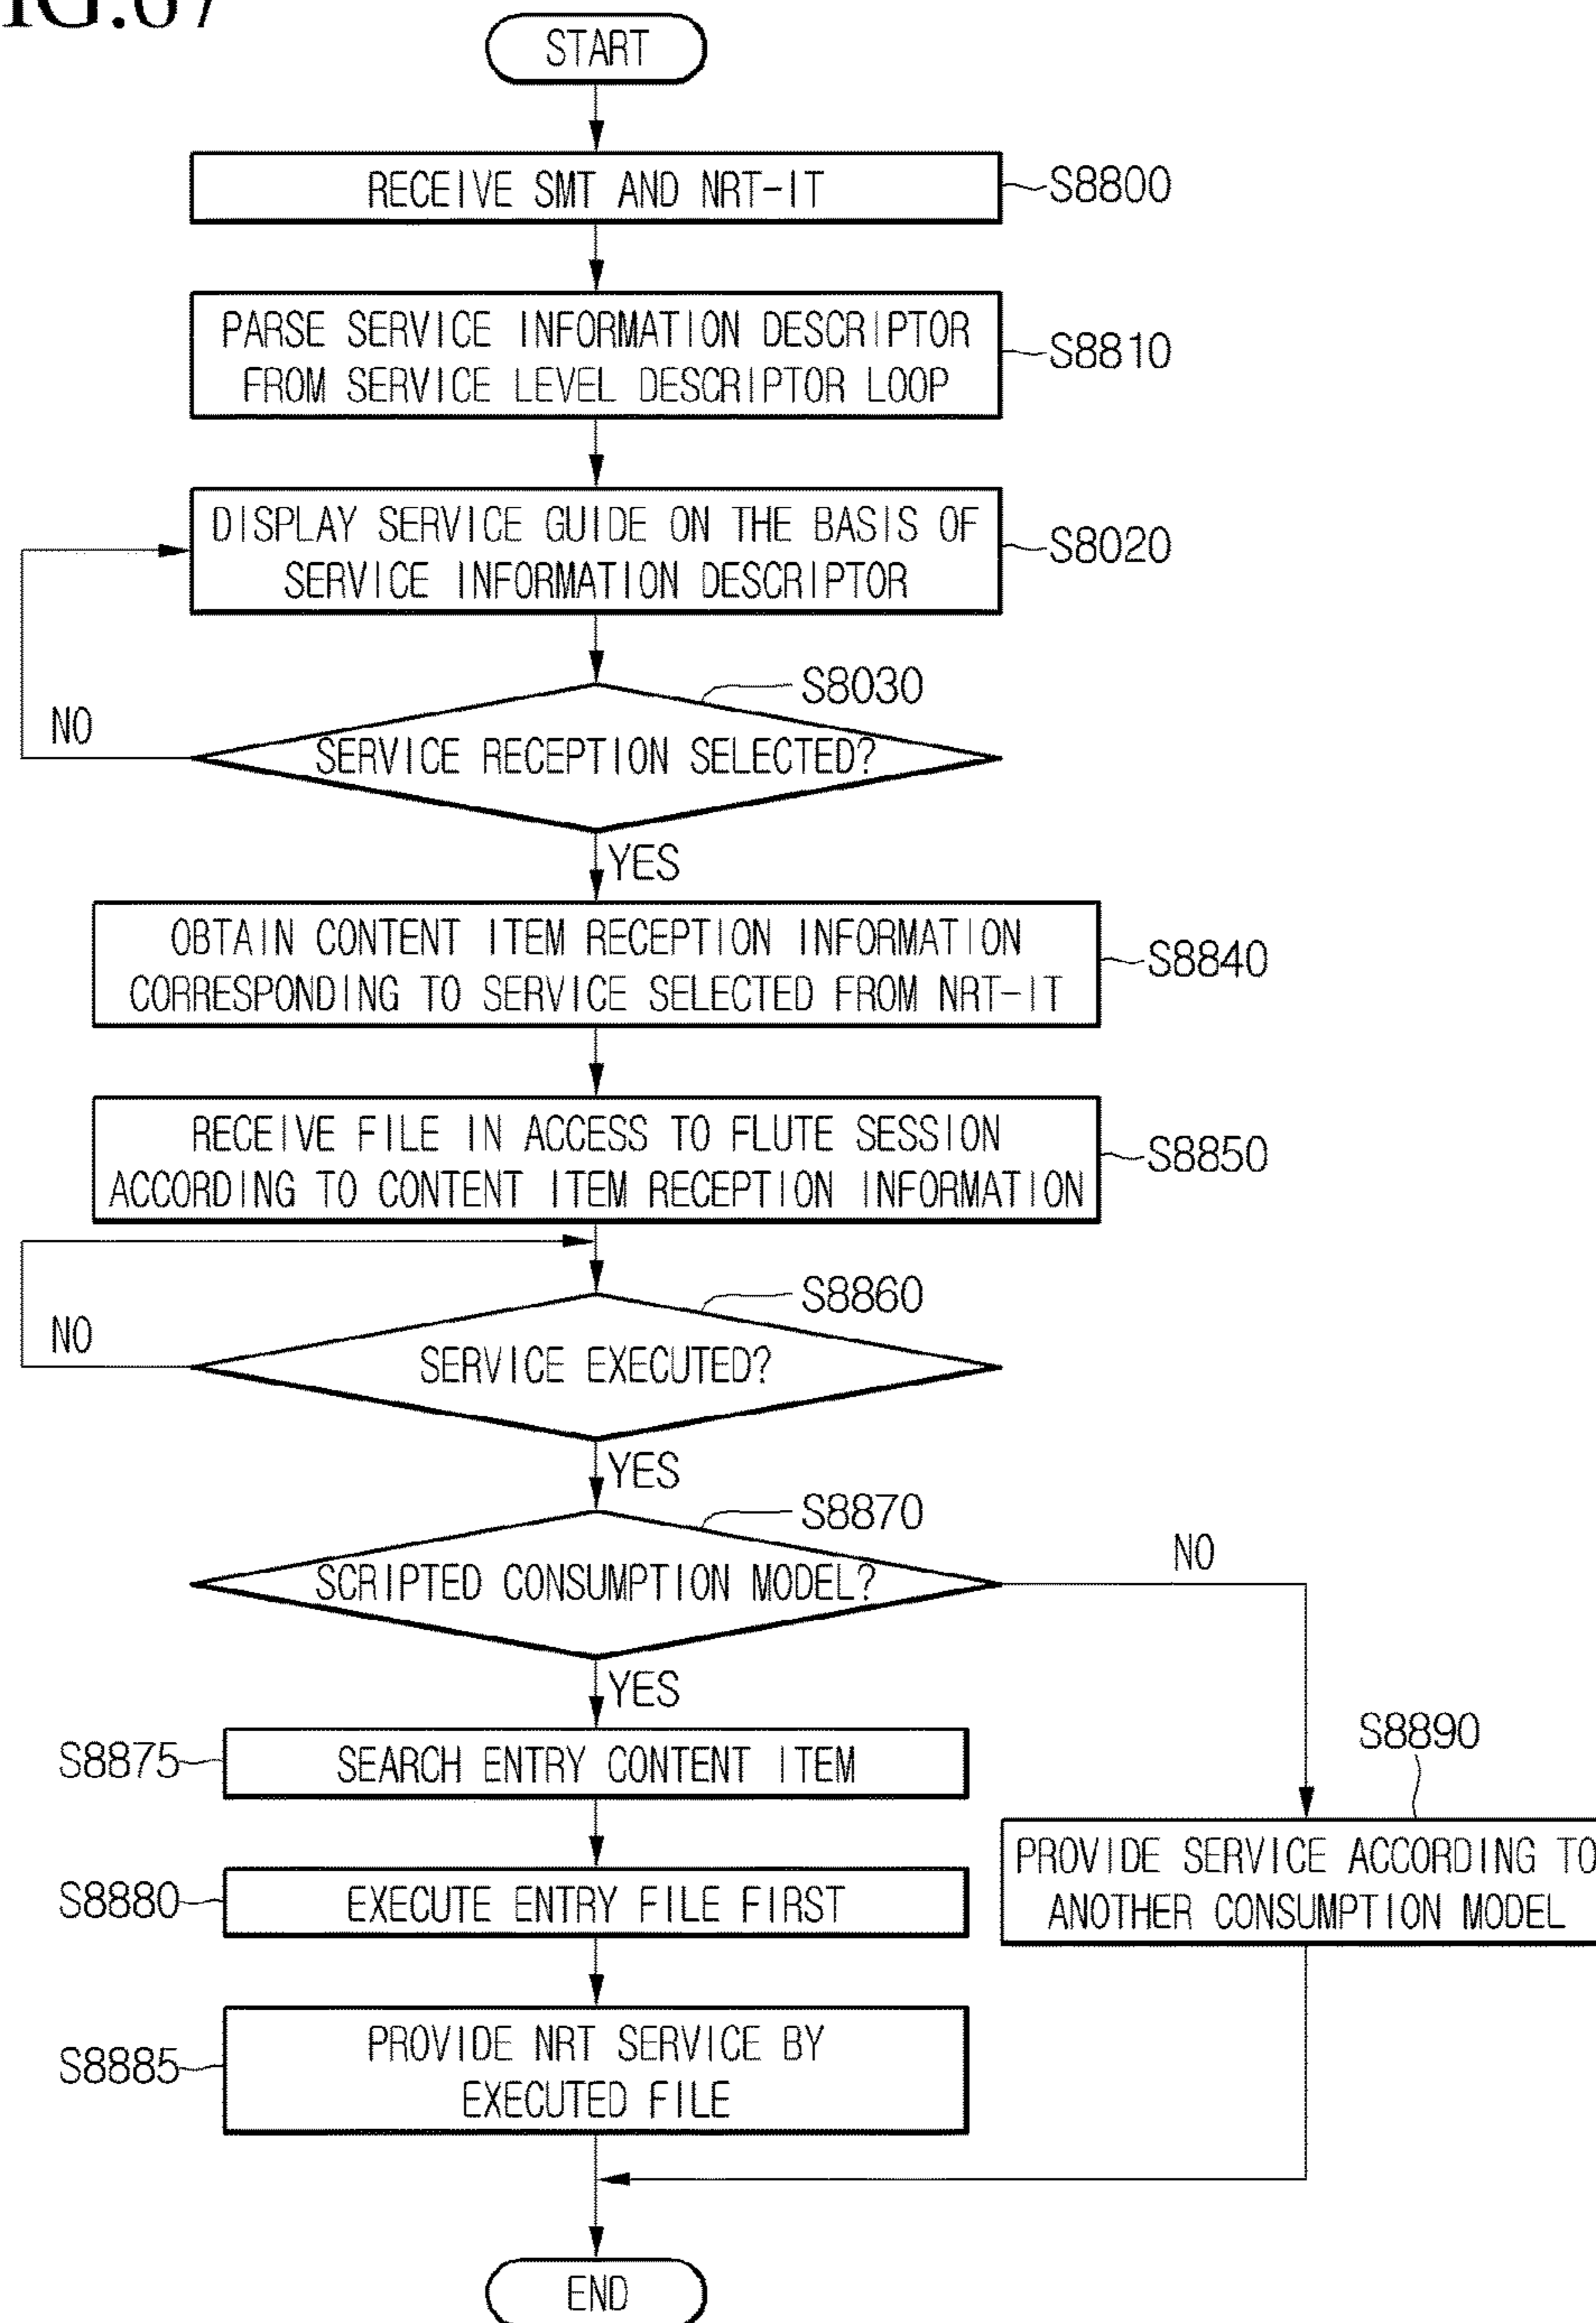 START
RECEIVE SMT AND NRT-IT
S8800
PARSE SERVICE INFORMATION DESCRIPTOR
FROM SERVICE LEVEL DESCRIPTOR LOOP
S8810
DISPLAY SERVICE GUIDE ON THE BASIS OF
SERVICE INFORMATION DESCRIPTOR
S8020
S8030
NO
SERVICE RECEPTION SELECTED?
YES
OBTAIN CONTENT ITEM RECEPTION INFORMATION
CORRESPONDING TO SERVICE SELECTED FROM NRT-IT
S8840
RECEIVE FILE IN ACCESS TO FLUTE SESSION
ACCORDING TO CONTENT ITEM RECEPTION INFORMATION
S8850
S8860
NO
SERVICE EXECUTED?
YES
S8870
SCRIPTED CONSUMPTION MODEL?
NO
YES
S8875
SEARCH ENTRY CONTENT ITEM
S8890
PROVIDE SERVICE ACCORDING TO
ANOTHER CONSUMPTION MODEL
S8880
EXECUTE ENTRY FILE FIRST
S8885
PROVIDE NRT SERVICE BY
EXECUTED FILE
END